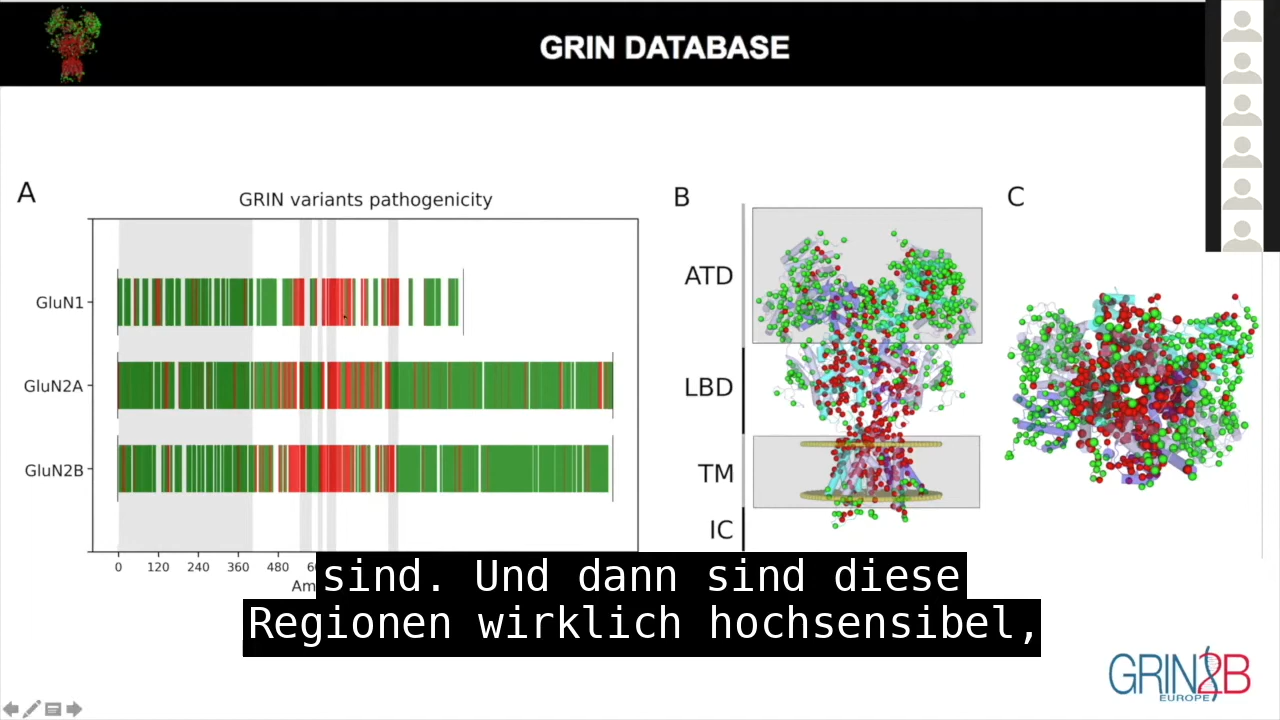 GRIN DATABASE
A
GRIN variants pathogenicity
GluN1
GluN2A
GluN2B
0 120 240 360 480
B
ATD
LBD
TM
IC
C
sind. Und dann sind diese
Regionen wirklich hochsensibel,
GRIN2B
EUROPE